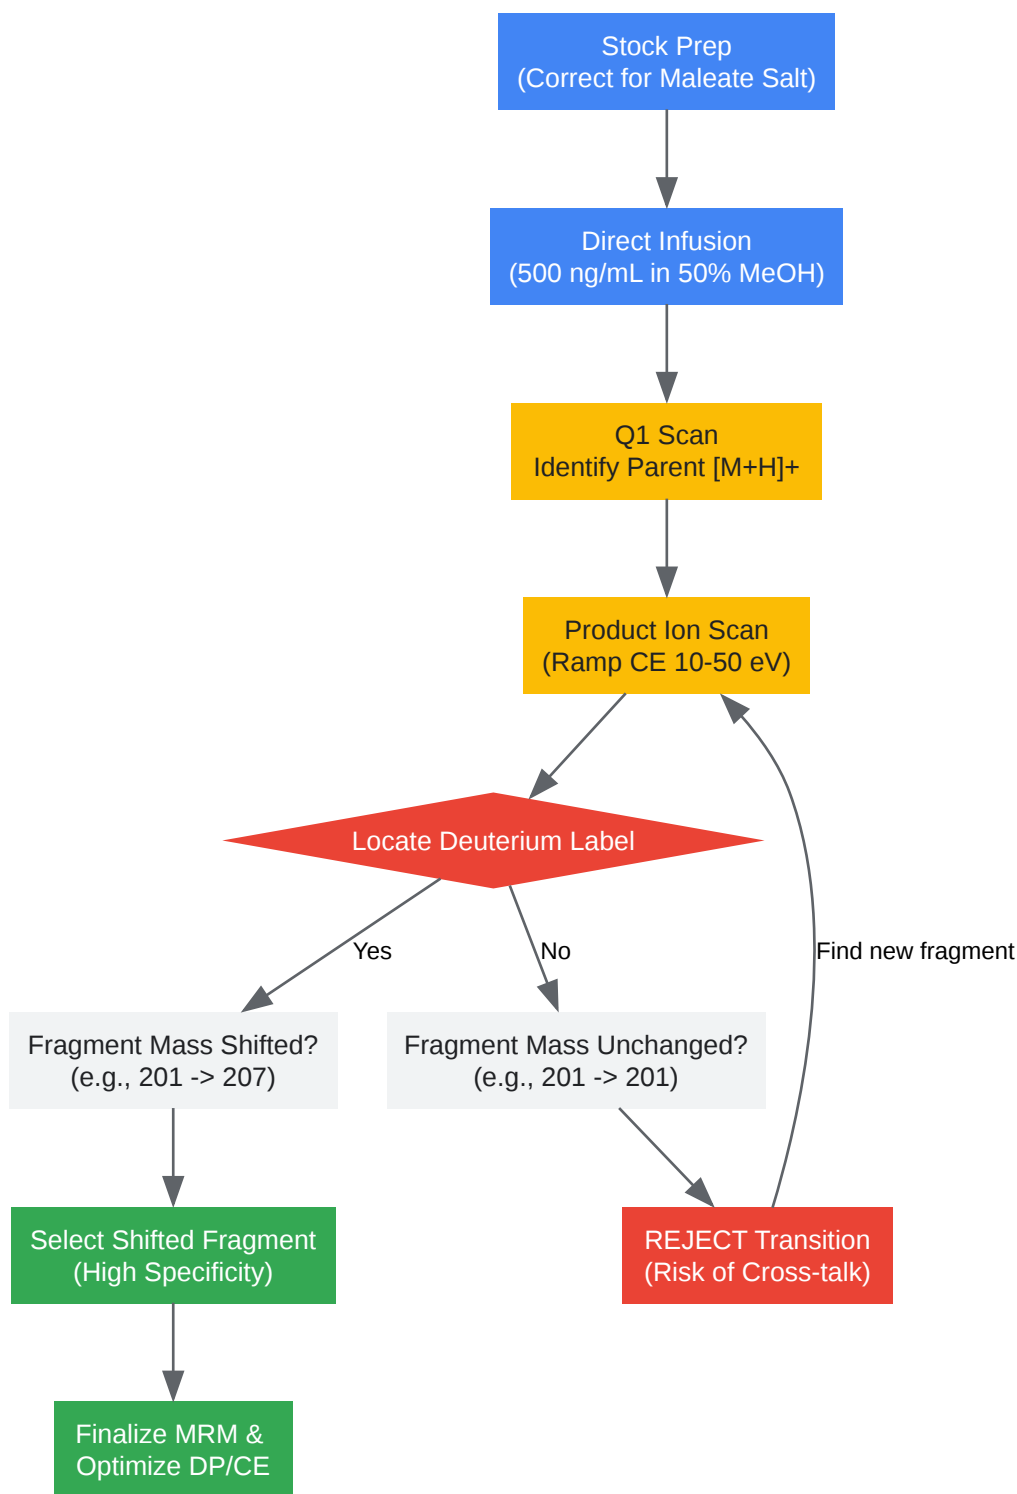 Stock Prep
(Correct for Maleate Salt)
Direct Infusion
(500 ng/mL in 50% MeOH)
Q1 Scan
Identify Parent [M+H]+
Product Ion Scan
(Ramp CE 10-50 eV)
Locate Deuterium Label
Yes
No
Find new fragment
Fragment Mass Shifted?
(e.g., 201 -> 207)
Fragment Mass Unchanged?
(e.g., 201 -> 201)
Select Shifted Fragment
(High Specificity)
REJECT Transition
(Risk of Cross-talk)
Finalize MRM &
Optimize DP/CE